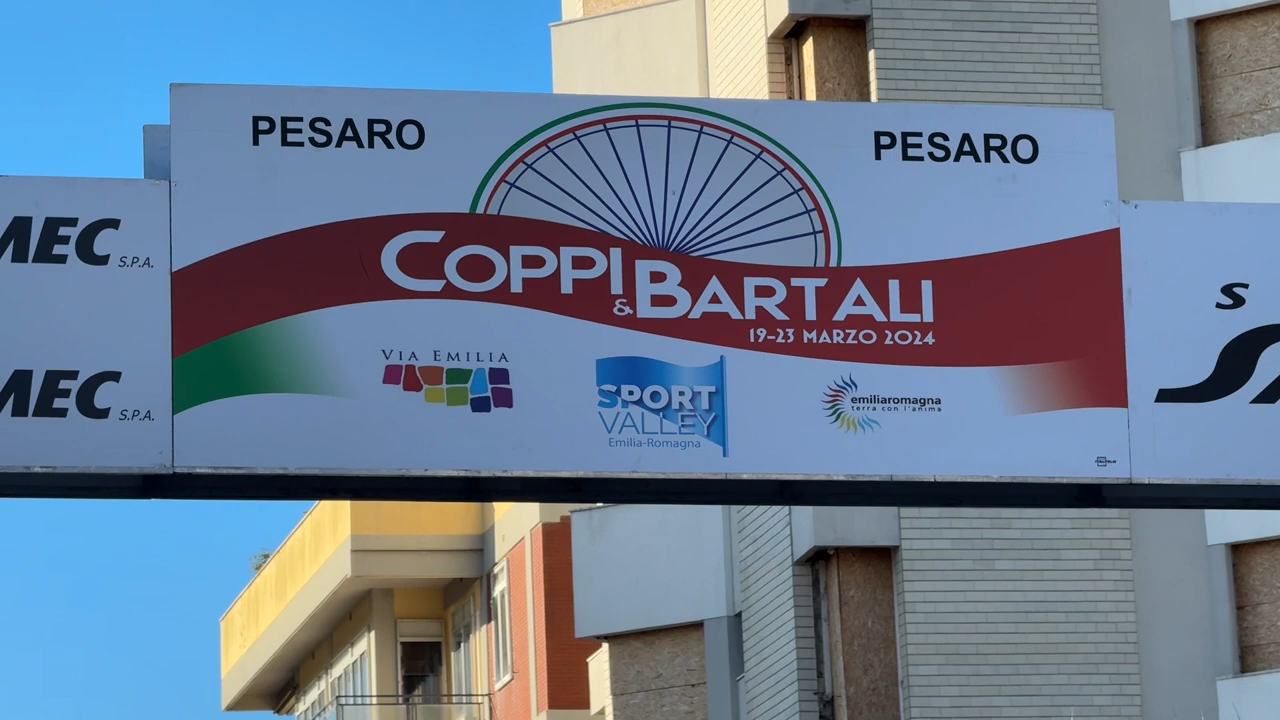 PESARO
PESARO
COPPI
& BARTALI
19-23 MARZO 2024
MEC S.P.A.
MEC S.P.A.
VIA EMILIA
SPORT
VALLEY
Emilia-Romagna
emiliaromagna
terra con l'anima
S